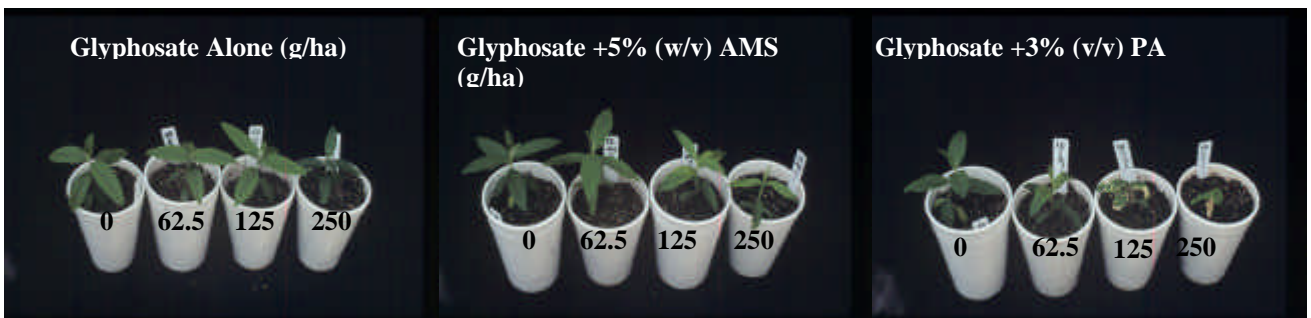 Glyphosate Alone (g/ha)
0 62.5 125 250
Glyphosate +5% (w/v) AMS
(g/ha)
0 62.5 125 250
Glyphosate +3% (v/v) PA
0 62.5 125 250